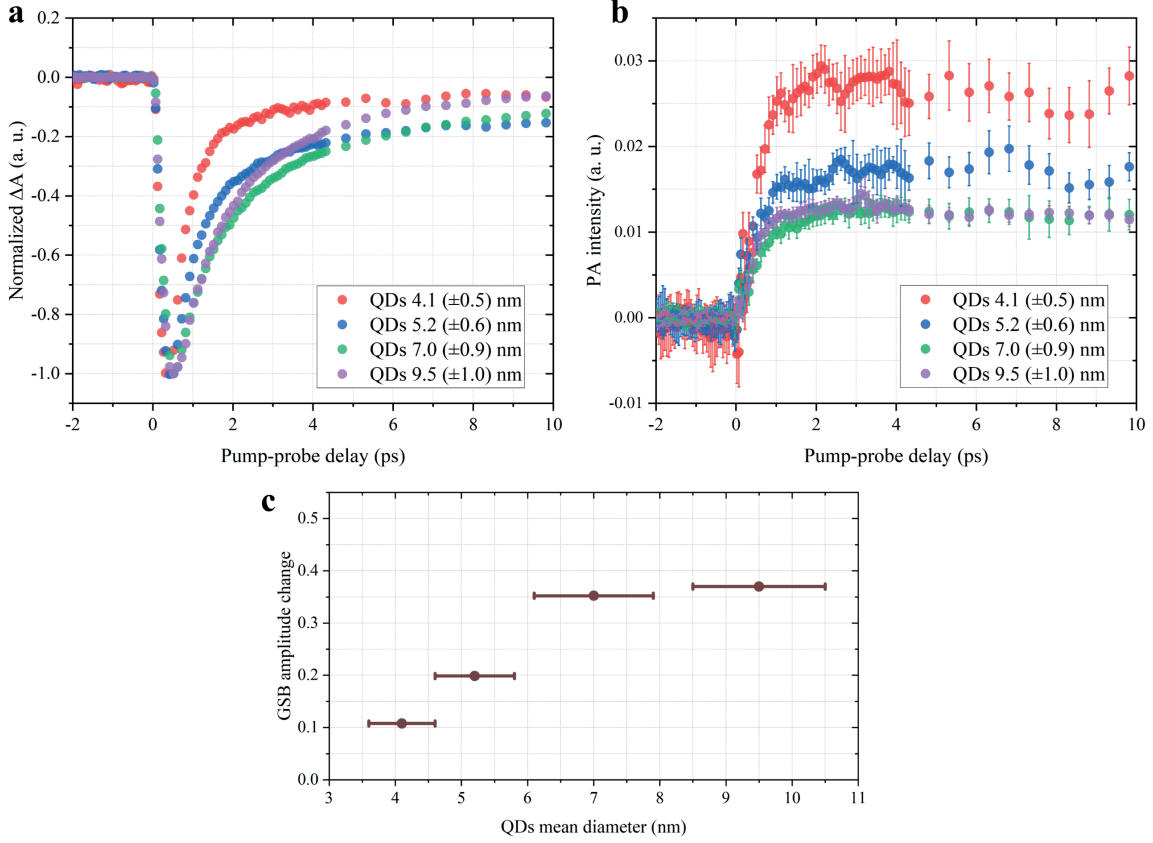 a
0.2
0.0
-0.2
-0.4
-0.6
-0.8
-1.0
Normalized ΔA (a. u.)
-2 0 2 4 6 8 10
Pump-probe delay (ps)
QDs 4.1 (±0.5) nm
QDs 5.2 (±0.6) nm
QDs 7.0 (±0.9) nm
QDs 9.5 (±1.0) nm
b
0.03
0.02
0.01
0.00
-0.01
PA intensity (a. u.)
-2 0 2 4 6 8 10
Pump-probe delay (ps)
QDs 4.1 (±0.5) nm
QDs 5.2 (±0.6) nm
QDs 7.0 (±0.9) nm
QDs 9.5 (±1.0) nm
c
0.5
0.4
0.3
0.2
0.1
0.0
GSB amplitude change
3 4 5 6 7 8 9 10 11
QDs mean diameter (nm)